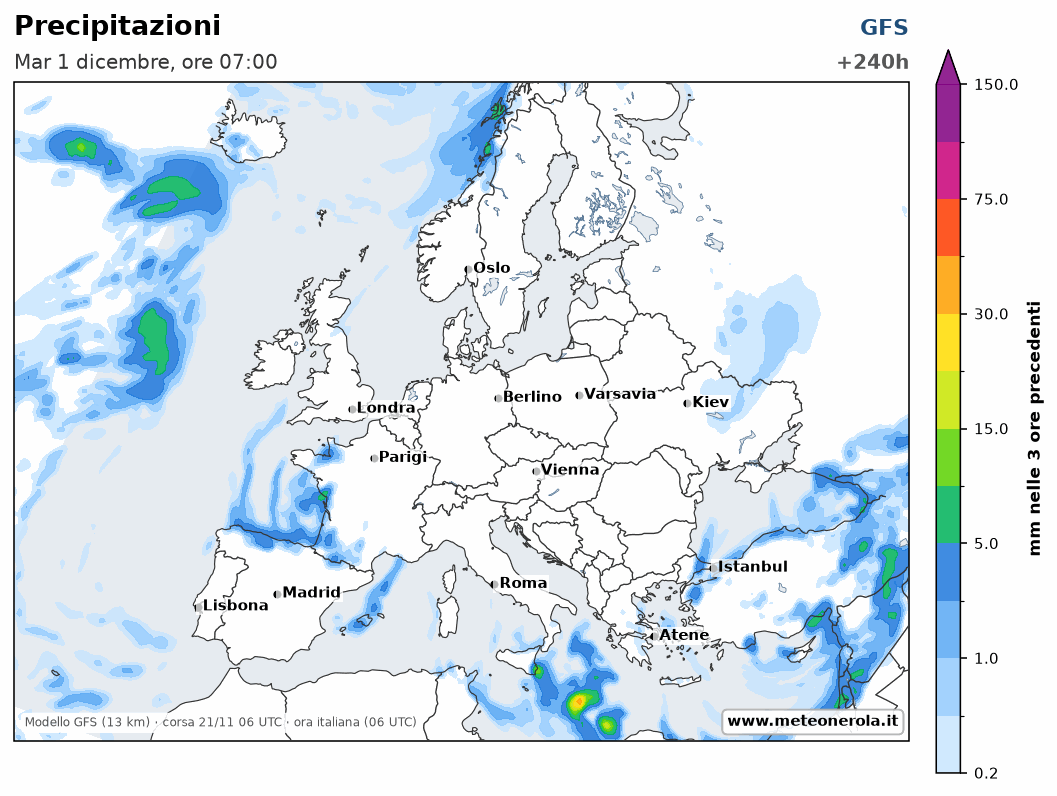 Precipitazioni
GFS
Mar 1 dicembre, ore 07:00
+240h
150.0
75.0
30.0
15.0
5.0
1.0
0.2
mm nelle 3 ore precedenti
Oslo
Berlino
Varsavia
Kiev
Londra
Parigi
Vienna
Istanbul
Roma
Madrid
Lisbona
Atene
Modello GFS (13 km) · corsa 21/11 06 UTC · ora italiana (06 UTC)
www.meteonerola.it